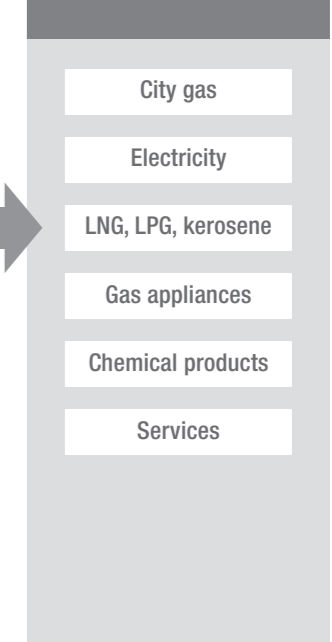 City gas
Electricity
LNG, LPG, kerosene
Gas appliances
Chemical products
Services